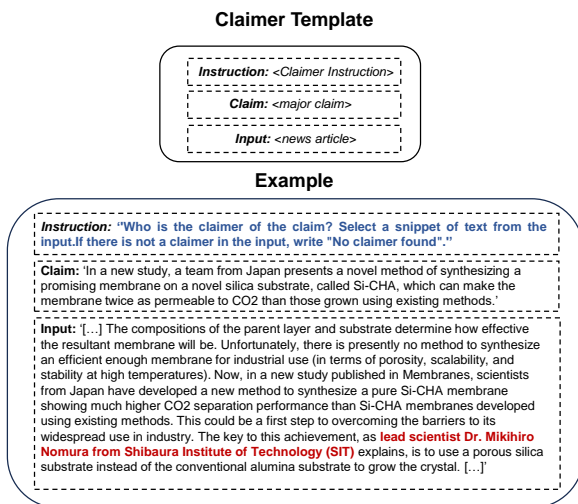 Claimer Template
Instruction: <Claimer Instruction>
Claim: <major claim>
Input: <news article>
Example
Instruction: "Who is the claimer of the claim? Select a snippet of text from the
input.If there is not a claimer in the input, write "No claimer found"."
Claim: 'In a new study, a team from Japan presents a novel method of synthesizing a
promising membrane on a novel silica substrate, called Si-CHA, which can make the
membrane twice as permeable to CO2 than those grown using existing methods.'
Input: '[…] The compositions of the parent layer and substrate determine how effective
the resultant membrane will be. Unfortunately, there is presently no method to synthesize
an efficient enough membrane for industrial use (in terms of porosity, scalability, and
stability at high temperatures). Now, in a new study published in Membranes, scientists
from Japan have developed a new method to synthesize a pure Si-CHA membrane
showing much higher CO2 separation performance than Si-CHA membranes developed
using existing methods. This could be a first step to overcoming the barriers to its
widespread use in industry. The key to this achievement, as lead scientist Dr. Mikihiro
Nomura from Shibaura Institute of Technology (SIT) explains, is to use a porous silica
substrate instead of the conventional alumina substrate to grow the crystal. […]'